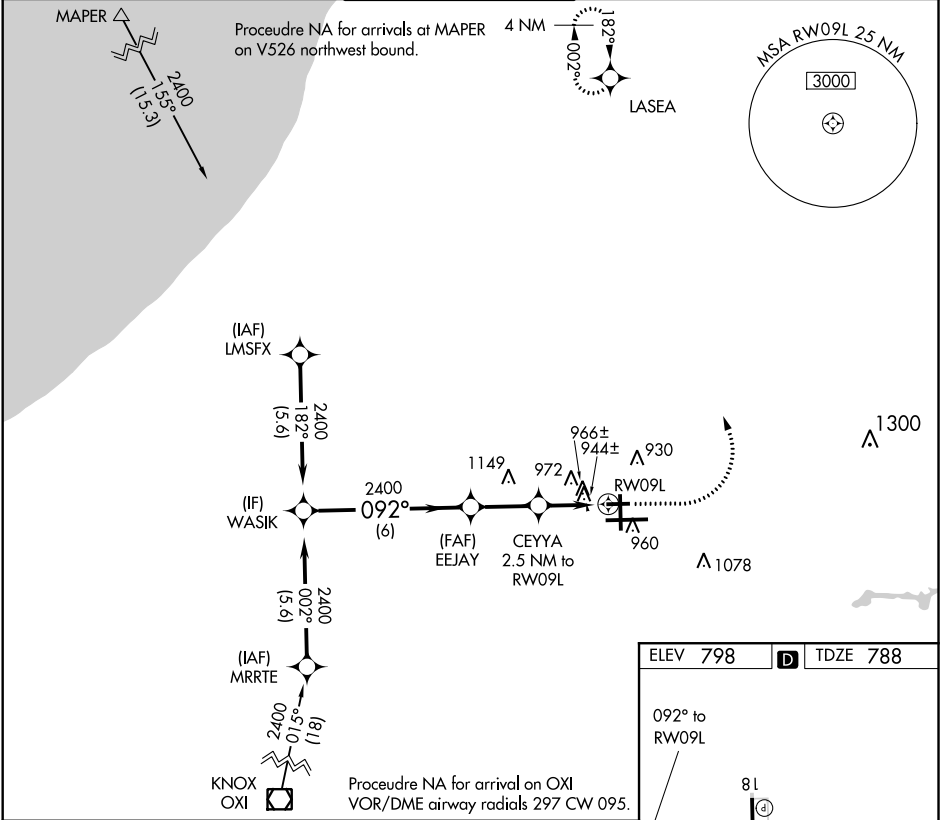 MAPER
Proceudre NA for arrivals at MAPER
on V526 northwest bound.
4 NM
182°
002°
LASEA
MSA RW09L 25 NM
3000
2400
155°
(15.3)
(IAF)
LMSFX
2400
182°
(5.6)
(IF)
WASIK
2400
092°
(6)
(FAF)
EEJAY
CEYYA
2.5 NM to
RW09L
1149
972
966±
944±
930
RW09L
960
1078
1300
2400
002°
(5.6)
(IAF)
MRRTE
2400
015°
(18)
KNOX
OXI
Proceudre NA for arrival on OXI
VOR/DME airway radials 297 CW 095.
ELEV 798 D TDZE 788
092° to
RW09L
18
P